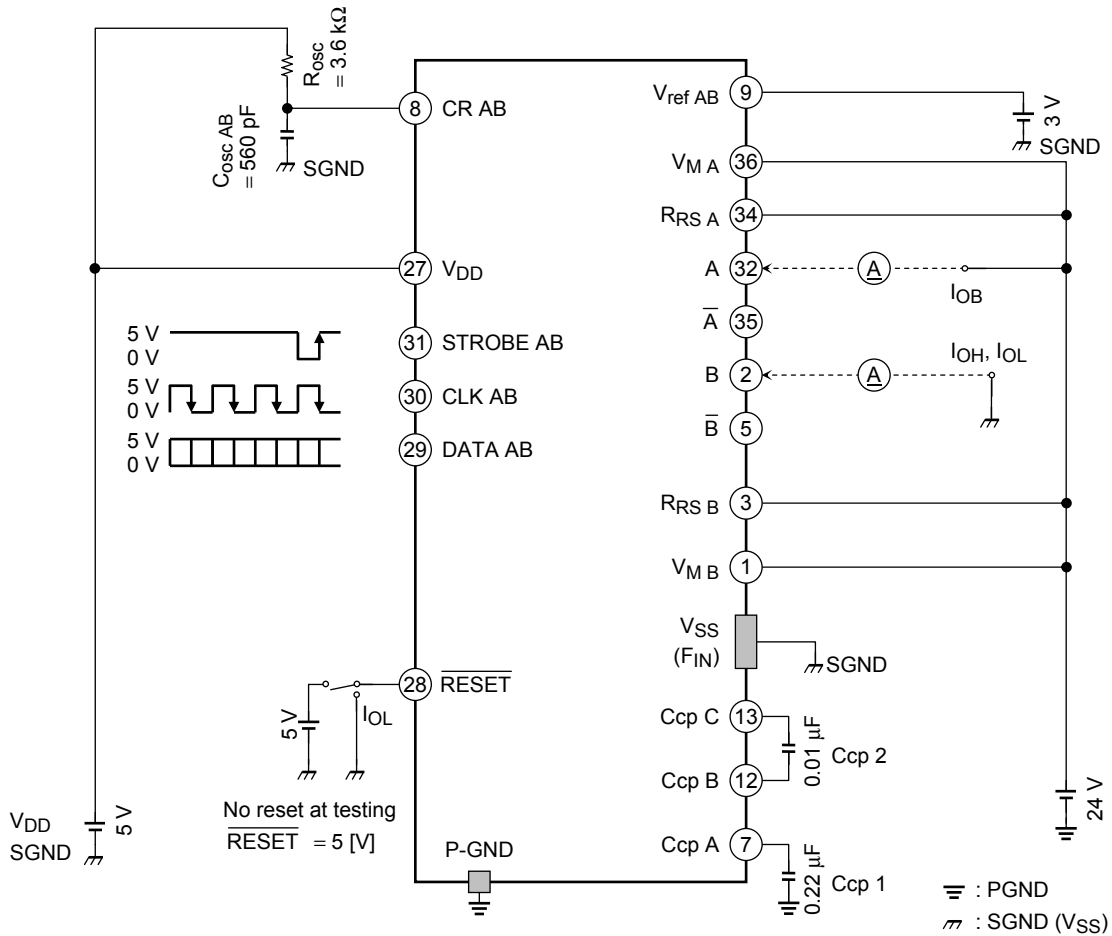 Rosc
= 3.6 kΩ
Cosc AB
= 560 pF
SGND
8
CR AB
27
VDD
5 V
0 V
31
STROBE AB
5 V
0 V
30
CLK AB
5 V
0 V
29
DATA AB
28
RESET
IOL
5 V
No reset at testing
RESET = 5 [V]
VDD
SGND
5 V
P-GND
Vref AB
9
3 V
SGND
VM A
36
RRS A
34
A
32
A
IOB
A
35
B
2
A
IOH, IOL
B
5
RRS B
3
VM B
1
VSS
(FIN)
SGND
Ccp C
13
0.01 μF
Ccp 2
Ccp B
12
Ccp A
7
0.22 μF
Ccp 1
24 V
: PGND
: SGND (VSS)